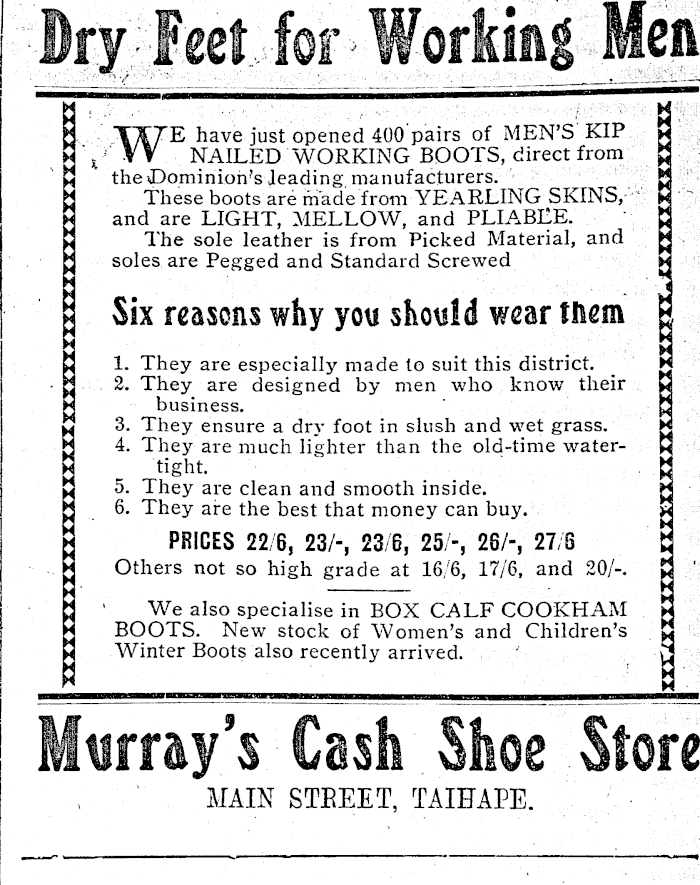 Dry Feet for Working Men
WE have just opened 400 pairs of MEN'S KIP
NAILED WORKING BOOTS, direct from
the Dominion's leading manufacturers.
These boots are made from YEARLING SKINS,
and are LIGHT, MELLOW, and PLIABLE.
The sole leather is from Picked Material, and
soles are Pegged and Standard Screwed
Six reasons why you should wear them
1. They are especially made to suit this district.
2. They are designed by men who know their
business.
3. They ensure a dry foot in slush and wet grass.
4. They are much lighter than the old-time water-
tight.
5. They are clean and smooth inside.
6. They are the best that money can buy.
PRICES 22/6, 23/-, 23/6, 25/-, 26/-, 27/6
Others not so high grade at 16/6, 17/6, and 20/-.
We also specialise in BOX CALF COOKHAM
BOOTS. New stock of Women's and Children's
Winter Boots also recently arrived.
Murray's Cash Shoe Store
MAIN STREET, TAIHAPE.